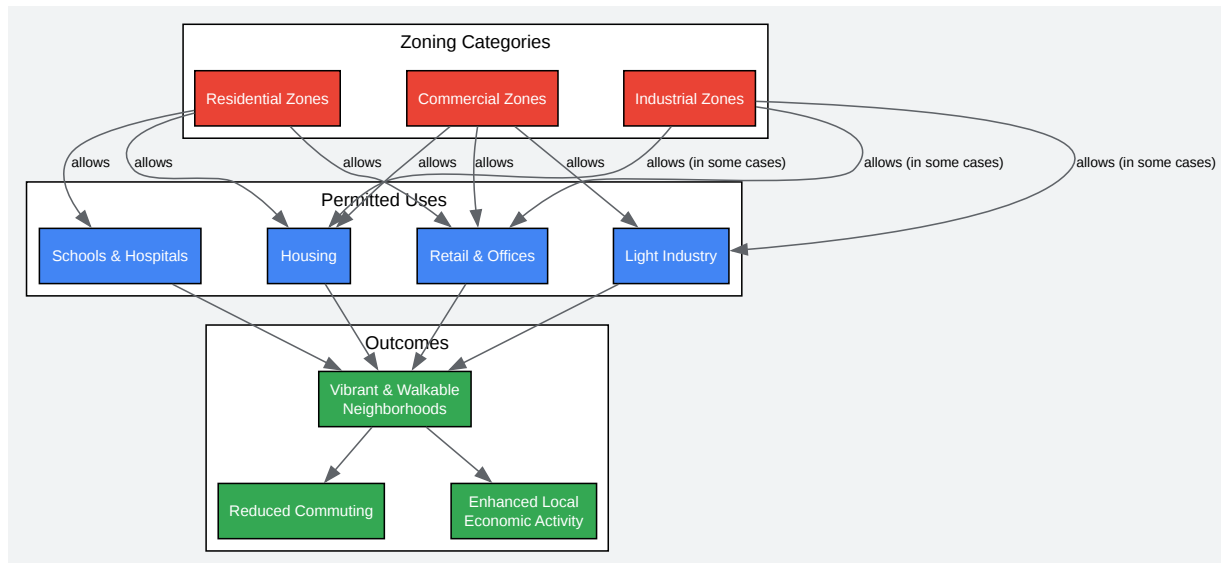 Zoning Categories
Residential Zones
Commercial Zones
Industrial Zones
allows
allows
allows
allows
allows
allows
allows (in some cases)
allows (in some cases)
allows (in some cases)
Permitted Uses
Schools & Hospitals
Housing
Retail & Offices
Light Industry
Outcomes
Vibrant & Walkable
Neighborhoods
Reduced Commuting
Enhanced Local
Economic Activity